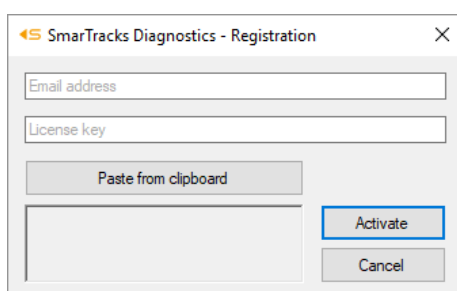 SmarTracks Diagnostics - Registration
Email address
License key
Paste from clipboard
Activate
Cancel